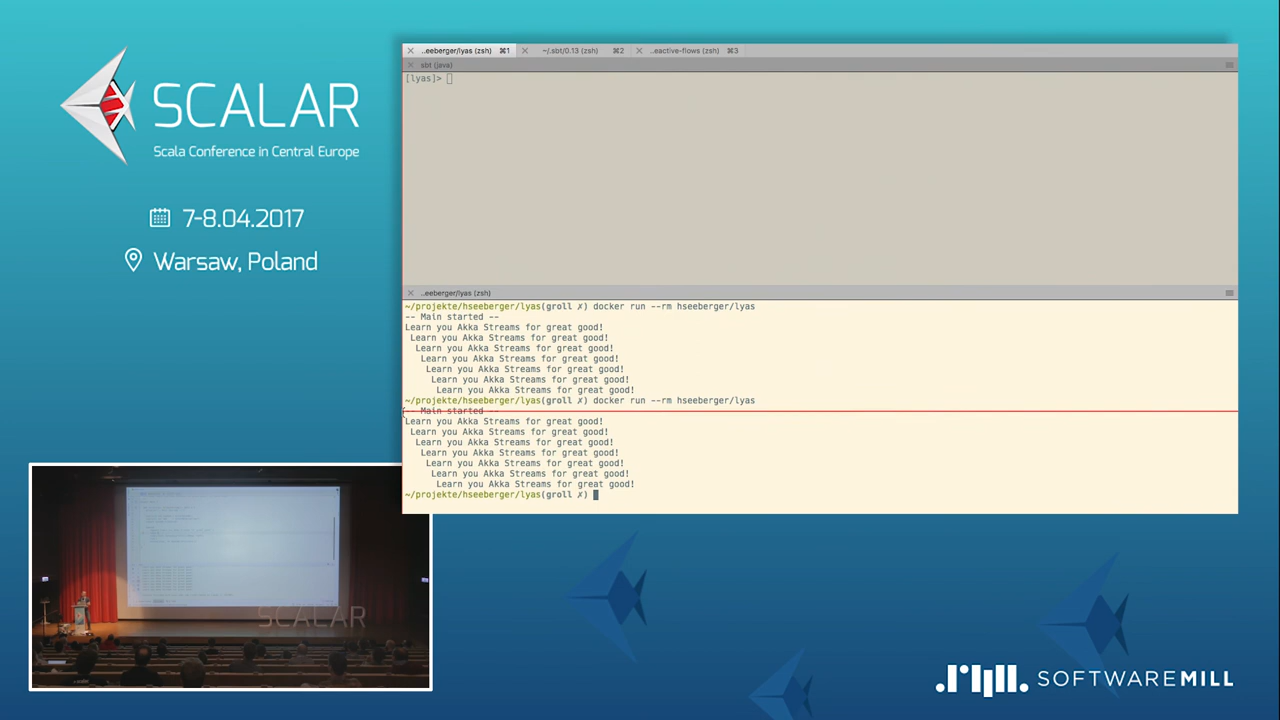 SCALAR
Scala Conference in Central Europe
7-8.04.2017
Warsaw, Poland
..eeberger/lyas (zsh) ⌘1
~/.sbt/0.13 (zsh) ⌘2
..eactive-flows (zsh) ⌘3
sbt (java)
[lyas]>
..eeberger/lyas (zsh)
~/projekte/hseeberger/lyas(groll ✗) docker run --rm hseeberger/lyas
-- Main started --
Learn you Akka Streams for great good!
Learn you Akka Streams for great good!
Learn you Akka Streams for great good!
Learn you Akka Streams for great good!
Learn you Akka Streams for great good!
Learn you Akka Streams for great good!
Learn you Akka Streams for great good!
~/projekte/hseeberger/lyas(groll ✗) docker run --rm hseeberger/lyas
-- Main started --
Learn you Akka Streams for great good!
Learn you Akka Streams for great good!
Learn you Akka Streams for great good!
Learn you Akka Streams for great good!
Learn you Akka Streams for great good!
Learn you Akka Streams for great good!
Learn you Akka Streams for great good!
~/projekte/hseeberger/lyas(groll ✗)
SCALAR
SOFTWAREMILL